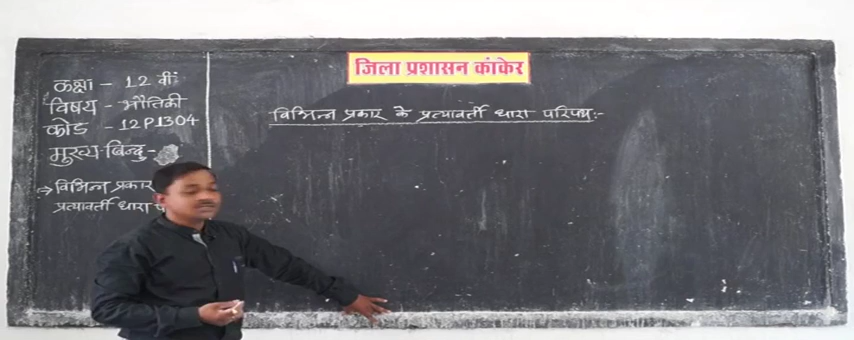 जिला प्रशासन कांकेर
कक्षा - 12 वीं
विषय - भौतिकी
कोड - 12P1304
मुख्य बिन्दु -
→ विभिन्न प्रकार
प्रत्यावर्ती धारा
विभिन्न प्रकार के प्रत्यावर्ती धारा परिपथ :-